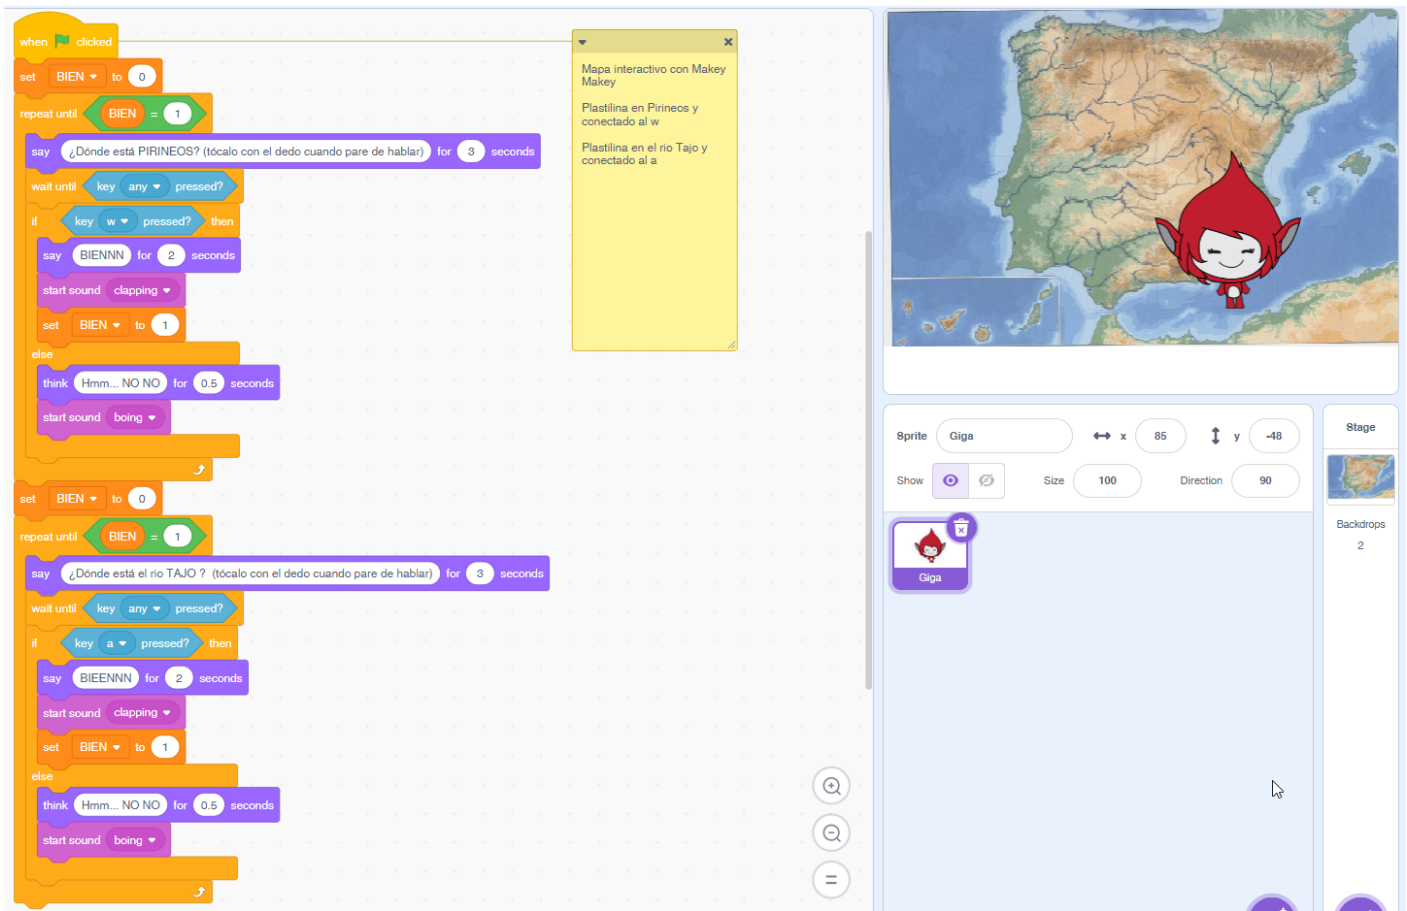 when clicked
set BIEN to 0
repeat until BIEN = 1
say ¿Dónde está PIRINEOS? (tócalo con el dedo cuando pare de hablar) for 3 seconds
wait until key any pressed?
if key w pressed? then
say BIENNN for 2 seconds
start sound clapping
set BIEN to 1
else
think Hmm... NO NO for 0.5 seconds
start sound boing
set BIEN to 0
repeat until BIEN = 1
say ¿Dónde está el rio TAJO ? (tócalo con el dedo cuando pare de hablar) for 3 seconds
wait until key any pressed?
if key a pressed? then
say BIEENNN for 2 seconds
start sound clapping
set BIEN to 1
else
think Hmm... NO NO for 0.5 seconds
start sound boing
Mapa interactivo con Makey
Makey
Plastilina en Pirineos y
conectado al w
Plastilina en el rio Tajo y
conectado al a
Sprite Giga x 85 y -48
Show Size 100 Direction 90
Giga
Stage
Backdrops
2